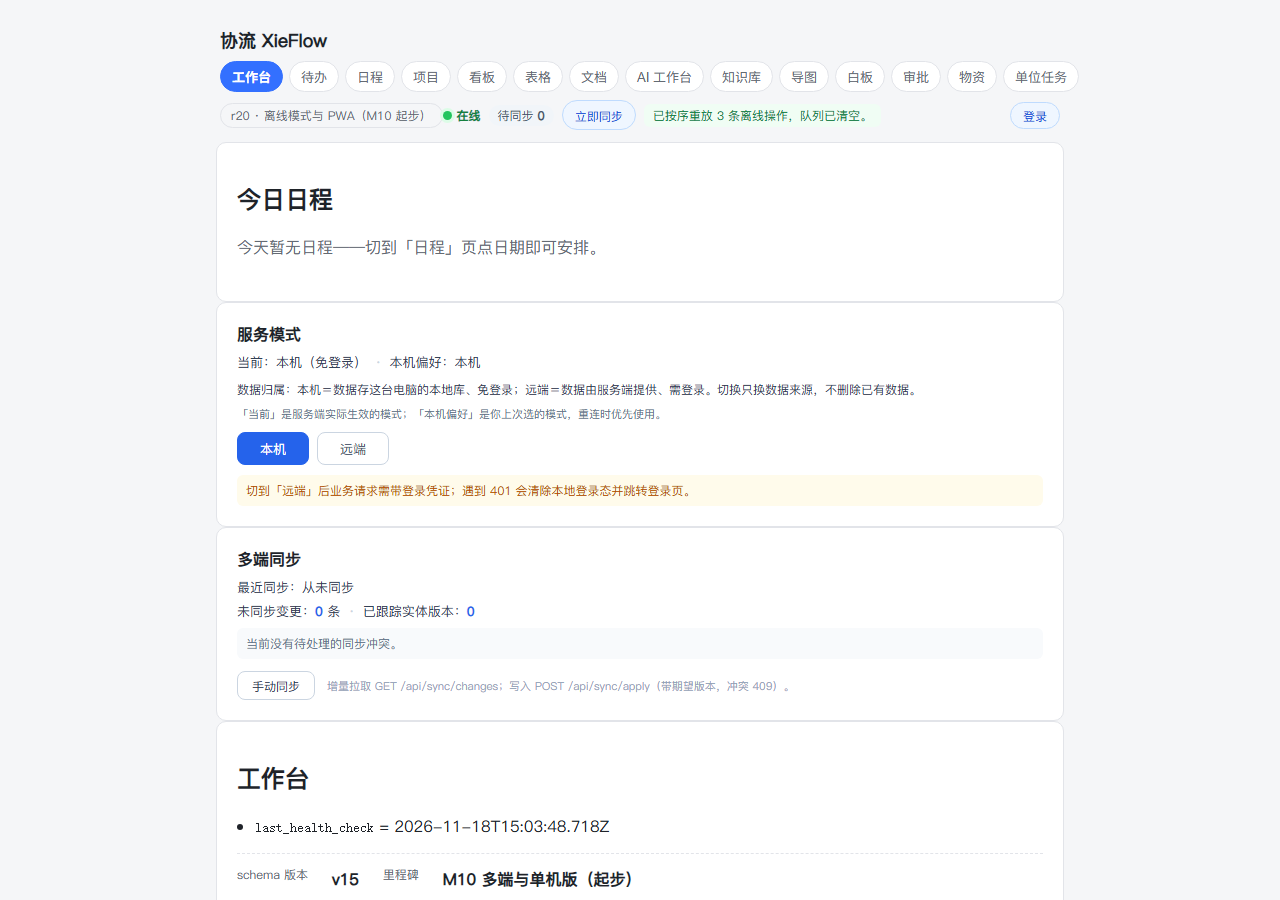 协流 XieFlow
工作台 待办 日程 项目 看板 表格 文档 AI 工作台 知识库 导图 白板 审批 物资 单位任务
r20 · 离线模式与 PWA（M10 起步） 在线 待同步 0 立即同步 已按序重放 3 条离线操作，队列已清空。 登录
今日日程
今天暂无日程——切到「日程」页点日期即可安排。
服务模式
当前：本机（免登录） · 本机偏好：本机
数据归属：本机＝数据存这台电脑的本地库、免登录；远端＝数据由服务端提供、需登录。切换只换数据来源，不删除已有数据。
「当前」是服务端实际生效的模式；「本机偏好」是你上次选的模式，重连时优先使用。
本机 远端
切到「远端」后业务请求需带登录凭证；遇到 401 会清除本地登录态并跳转登录页。
多端同步
最近同步：从未同步
未同步变更：0 条 · 已跟踪实体版本：0
当前没有待处理的同步冲突。
手动同步 增量拉取 GET /api/sync/changes；写入 POST /api/sync/apply（带期望版本，冲突 409）。
工作台
last_health_check = 2026-11-18T15:03:48.718Z
schema 版本 v15 里程碑 M10 多端与单机版（起步）